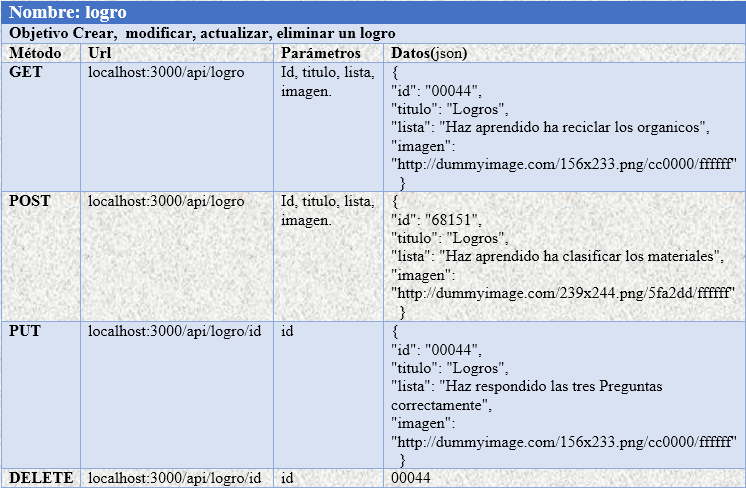 Nombre: logro
Objetivo Crear, modificar, actualizar, eliminar un logro
Método Url Parámetros Datos(json)
GET localhost:3000/api/logro Id, titulo, lista, imagen. {
"id": "00044",
"titulo": "Logros",
"lista": "Haz aprendido ha reciclar los organicos",
"imagen":
"http://dummyimage.com/156x233.png/cc0000/ffffff"
}
POST localhost:3000/api/logro Id, titulo, lista, imagen. {
"id": "68151",
"titulo": "Logros",
"lista": "Haz aprendido ha clasificar los materiales",
"imagen":
"http://dummyimage.com/239x244.png/5fa2dd/ffffff"
}
PUT localhost:3000/api/logro/id id {
"id": "00044",
"titulo": "Logros",
"lista": "Haz respondido las tres Preguntas
correctamente",
"imagen":
"http://dummyimage.com/156x233.png/cc0000/ffffff"
}
DELETE localhost:3000/api/logro/id id 00044